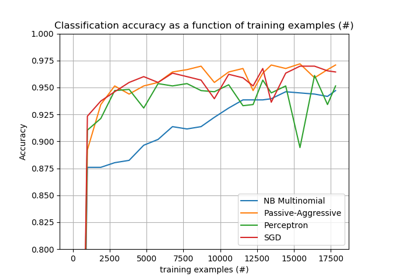 Classification accuracy as a function of training examples (#)
1.000
0.975
0.950
0.925
0.900
0.875
0.850
0.825
0.800
Accuracy
NB Multinomial
Passive-Aggressive
Perceptron
SGD
0 2500 5000 7500 10000 12500 15000 17500
training examples (#)